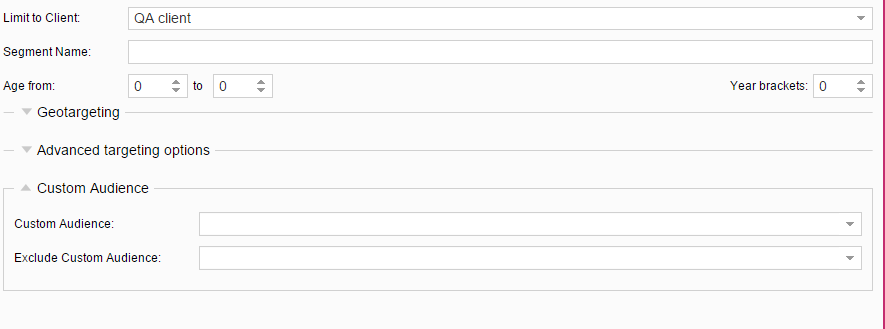 Limit to Client: QA client
Segment Name:
Age from: 0 to 0 Year brackets: 0
Geotargeting
Advanced targeting options
Custom Audience
Custom Audience:
Exclude Custom Audience: